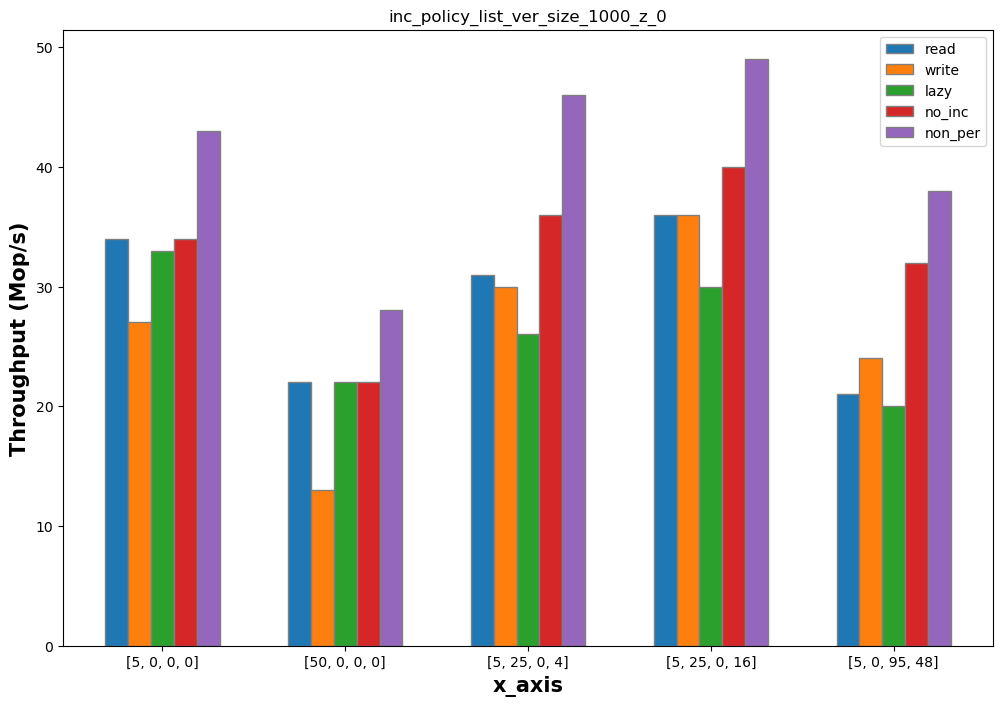 inc_policy_list_ver_size_1000_z_0
read
write
lazy
no_inc
non_per
Throughput (Mop/s)
50
40
30
20
10
0
[5, 0, 0, 0]
[50, 0, 0, 0]
[5, 25, 0, 4]
[5, 25, 0, 16]
[5, 0, 95, 48]
x_axis